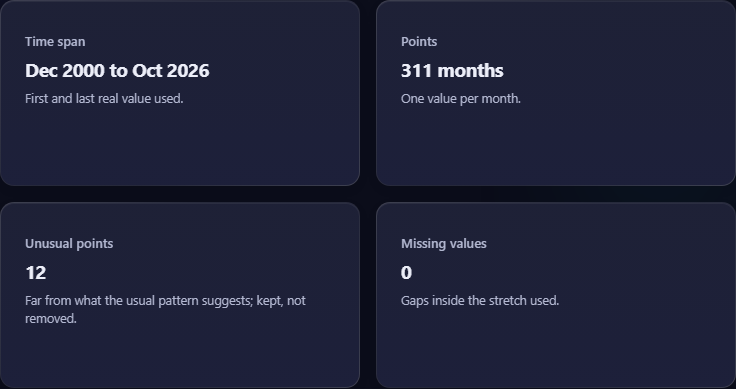 Time span
Dec 2000 to Oct 2026
First and last real value used.
Points
311 months
One value per month.
Unusual points
12
Far from what the usual pattern suggests; kept, not
removed.
Missing values
0
Gaps inside the stretch used.